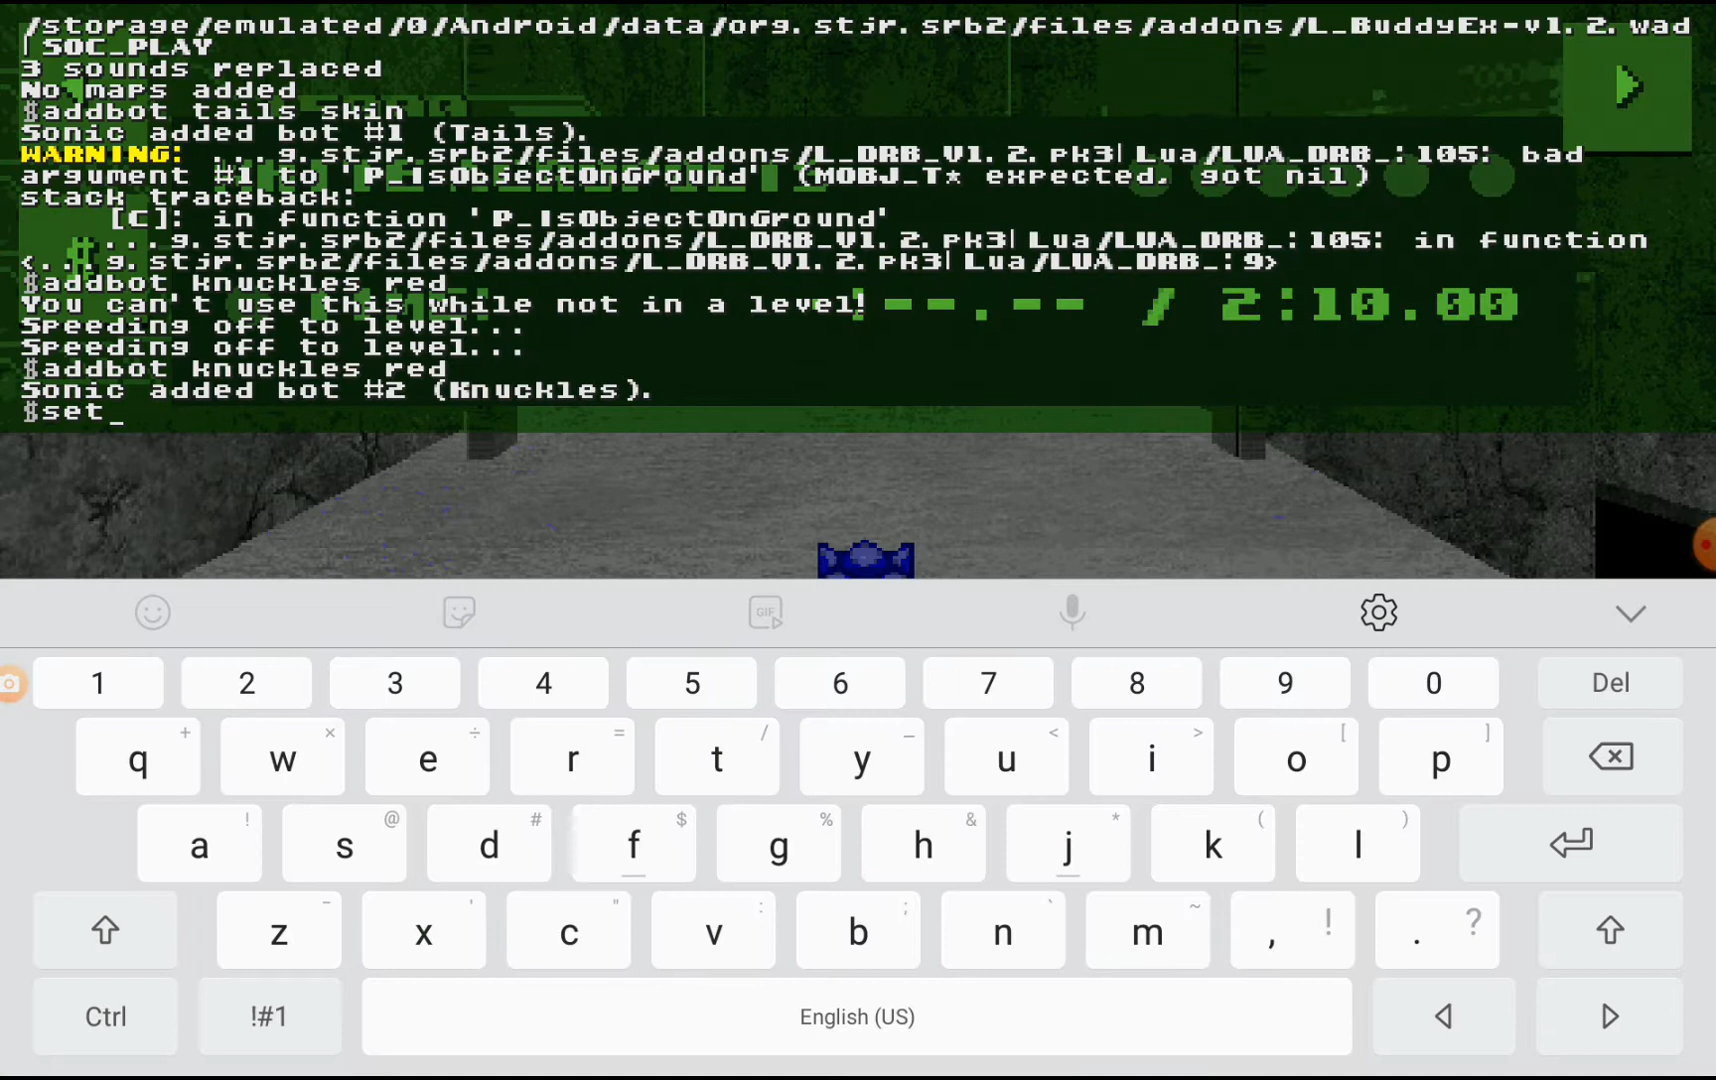 /storage/emulated/0/Android/data/org.stjr.srb2/files/addons/L_BuddyEx-v1.2.wad
|SOC_PLAY
3 sounds replaced
No maps added
$addbot tails skin
Sonic added bot #1 (Tails).
WARNING: ...g.stjr.srb2/files/addons/L_DRB_V1.2.pk3|Lua/LUA_DRB_:105: bad
argument #1 to 'P_IsObjectOnGround' (MOBJ_T* expected, got nil)
stack traceback:
[C]: in function 'P_IsObjectOnGround'
...g.stjr.srb2/files/addons/L_DRB_V1.2.pk3|Lua/LUA_DRB_:105: in function
<...g.stjr.srb2/files/addons/L_DRB_V1.2.pk3|Lua/LUA_DRB_:9>
$addbot knuckles red
You can't use this while not in a level!
--.-- / 2:10.00
Speeding off to level...
Speeding off to level...
$addbot knuckles red
Sonic added bot #2 (Knuckles).
$set_
GIF
1 2 3 4 5 6 7 8 9 0 Del
q + w × e ÷ r = t / y _ u < i > o [ p ]
a ! s @ d # f $ g % h & j * k ( l )
z - x ' c " v : b ; n ` m ~ , ! . ?
Ctrl !#1 English (US)